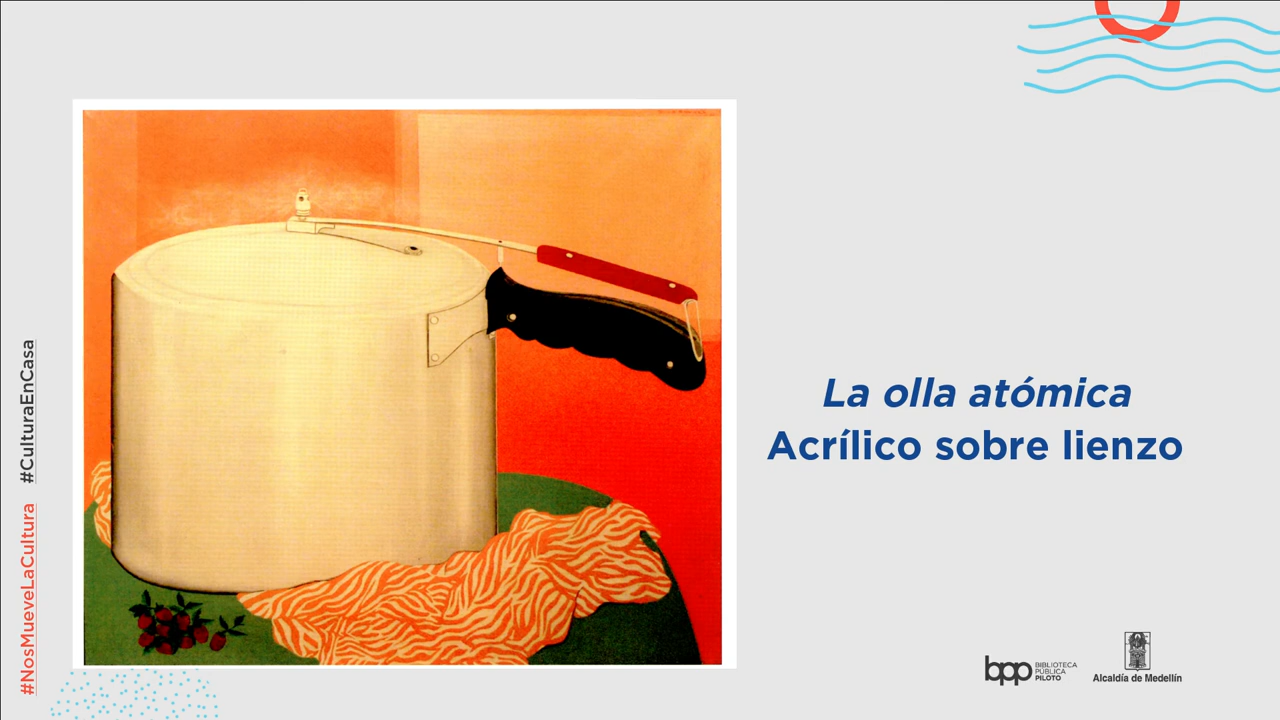 La olla atómica
Acrílico sobre lienzo
#NosMueveLaCultura #CulturaEnCasa
bpp BIBLIOTECA
PÚBLICA
PILOTO
Alcaldía de Medellín